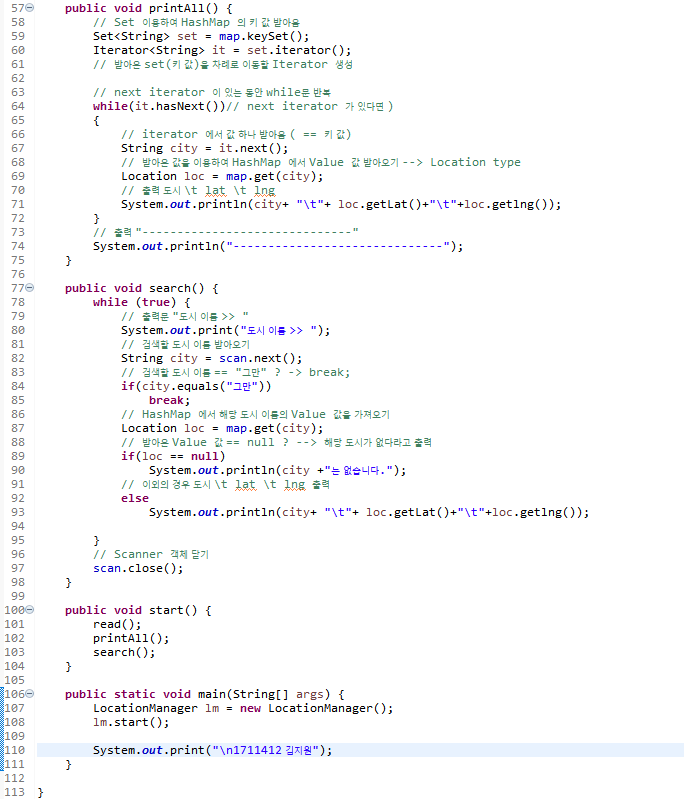 57 public void printAll() {
58 // Set 이용하여 HashMap 의 키 값 받아옴
59 Set<String> set = map.keySet();
60 Iterator<String> it = set.iterator();
61 // 받아온 set(키 값)을 차례로 이동할 Iterator 생성
62
63 // next iterator 이 있는 동안 while문 반복
64 while(it.hasNext())// next iterator 가 있다면 )
65 {
66 // iterator 에서 값 하나 받아옴 ( == 키 값)
67 String city = it.next();
68 // 받아온 값을 이용하여 HashMap 에서 Value 값 받아오기 --> Location type
69 Location loc = map.get(city);
70 // 출력 도시 \t lat \t lng
71 System.out.println(city+ "\t"+ loc.getLat()+"\t"+loc.getlng());
72 }
73 // 출력 "------------------------------"
74 System.out.println("------------------------------");
75 }
76
77 public void search() {
78 while (true) {
79 // 출력문 "도시 이름 >> "
80 System.out.print("도시 이름 >> ");
81 // 검색할 도시 이름 받아오기
82 String city = scan.next();
83 // 검색할 도시 이름 == "그만" ? -> break;
84 if(city.equals("그만"))
85 break;
86 // HashMap 에서 해당 도시 이름의 Value 값을 가져오기
87 Location loc = map.get(city);
88 // 받아온 Value 값 == null ? --> 해당 도시가 없다라고 출력
89 if(loc == null)
90 System.out.println(city +"는 없습니다.");
91 // 이외의 경우 도시 \t lat \t lng 출력
92 else
93 System.out.println(city+ "\t"+ loc.getLat()+"\t"+loc.getlng());
94
95 }
96 // Scanner 객체 닫기
97 scan.close();
98 }
99
100 public void start() {
101 read();
102 printAll();
103 search();
104 }
105
106 public static void main(String[] args) {
107 LocationManager lm = new LocationManager();
108 lm.start();
109
110 System.out.print("\n1711412 김지원");
111 }
112
113 }